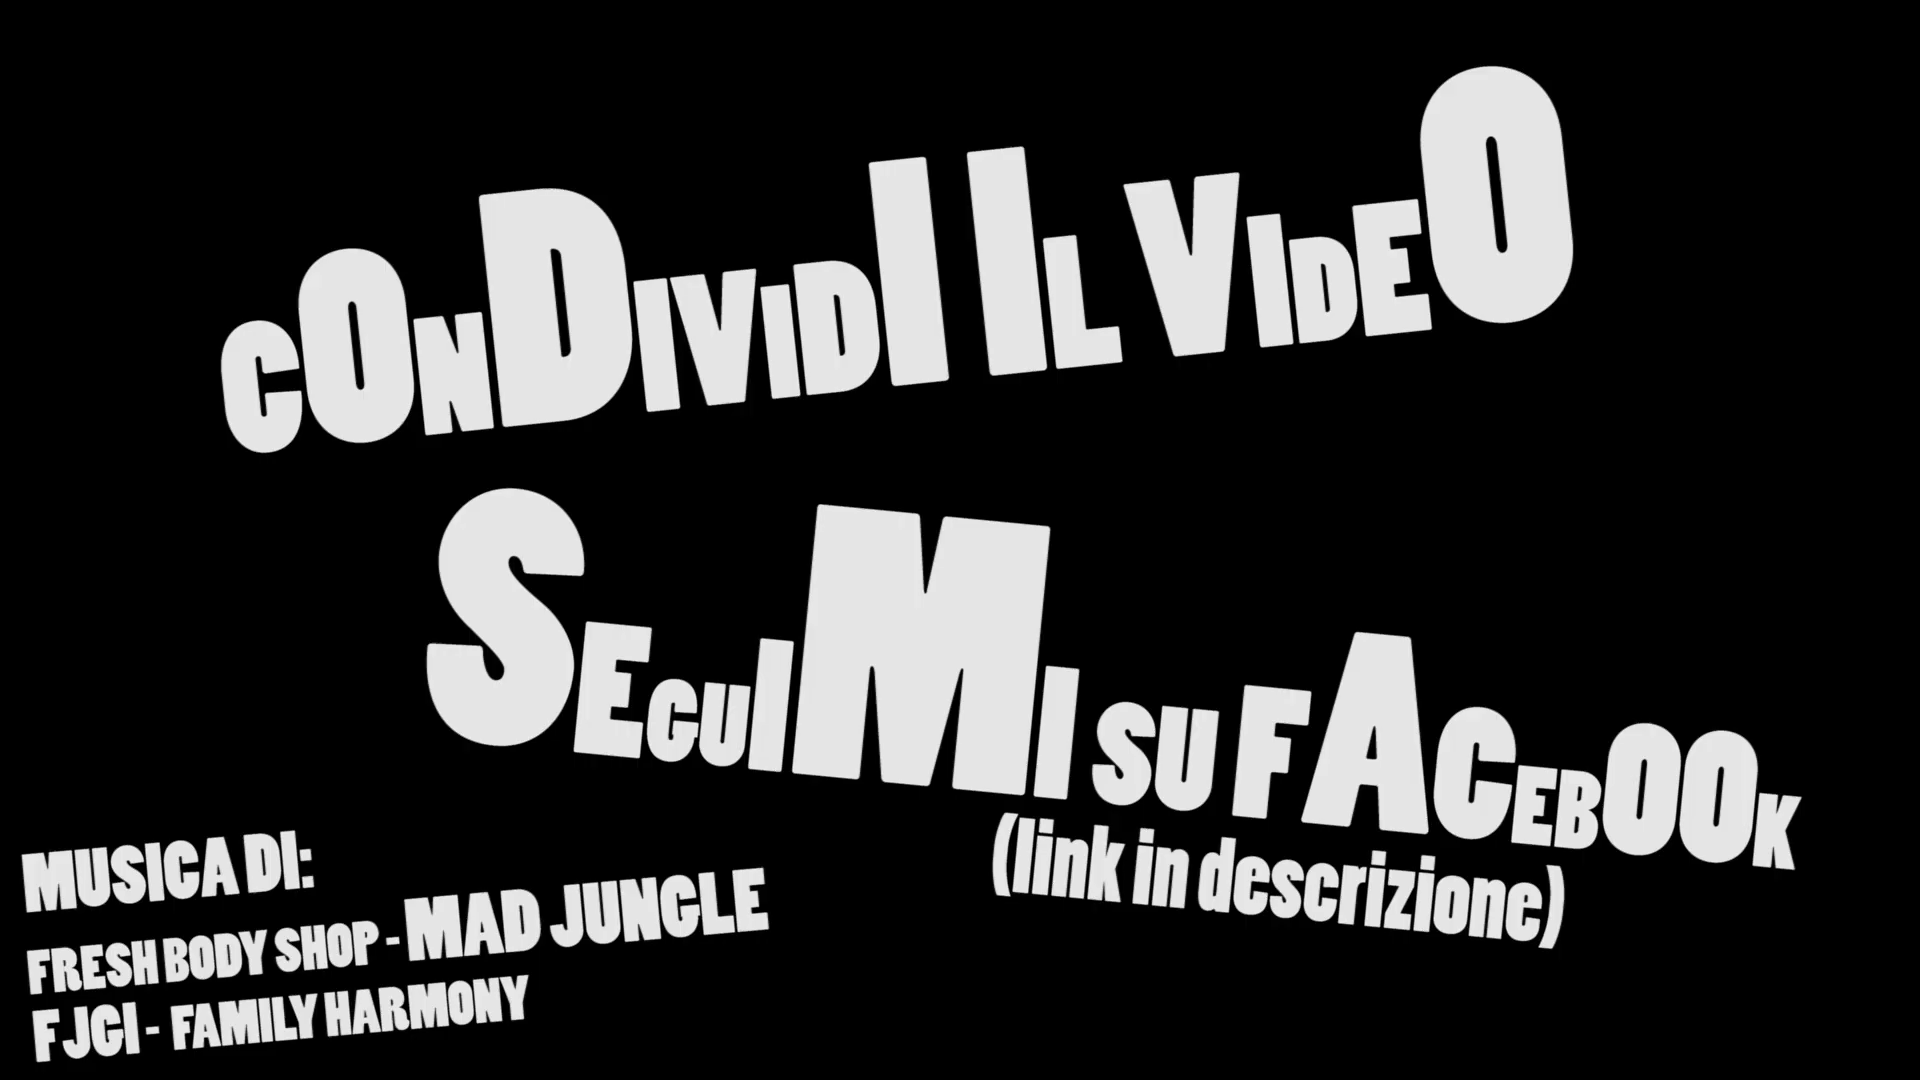 CONDIVIDI IL VIDEO
SEGUIMI SU FACEBOOK
(link in descrizione)
MUSICA DI:
FRESH BODY SHOP - MAD JUNGLE
FJGI - FAMILY HARMONY